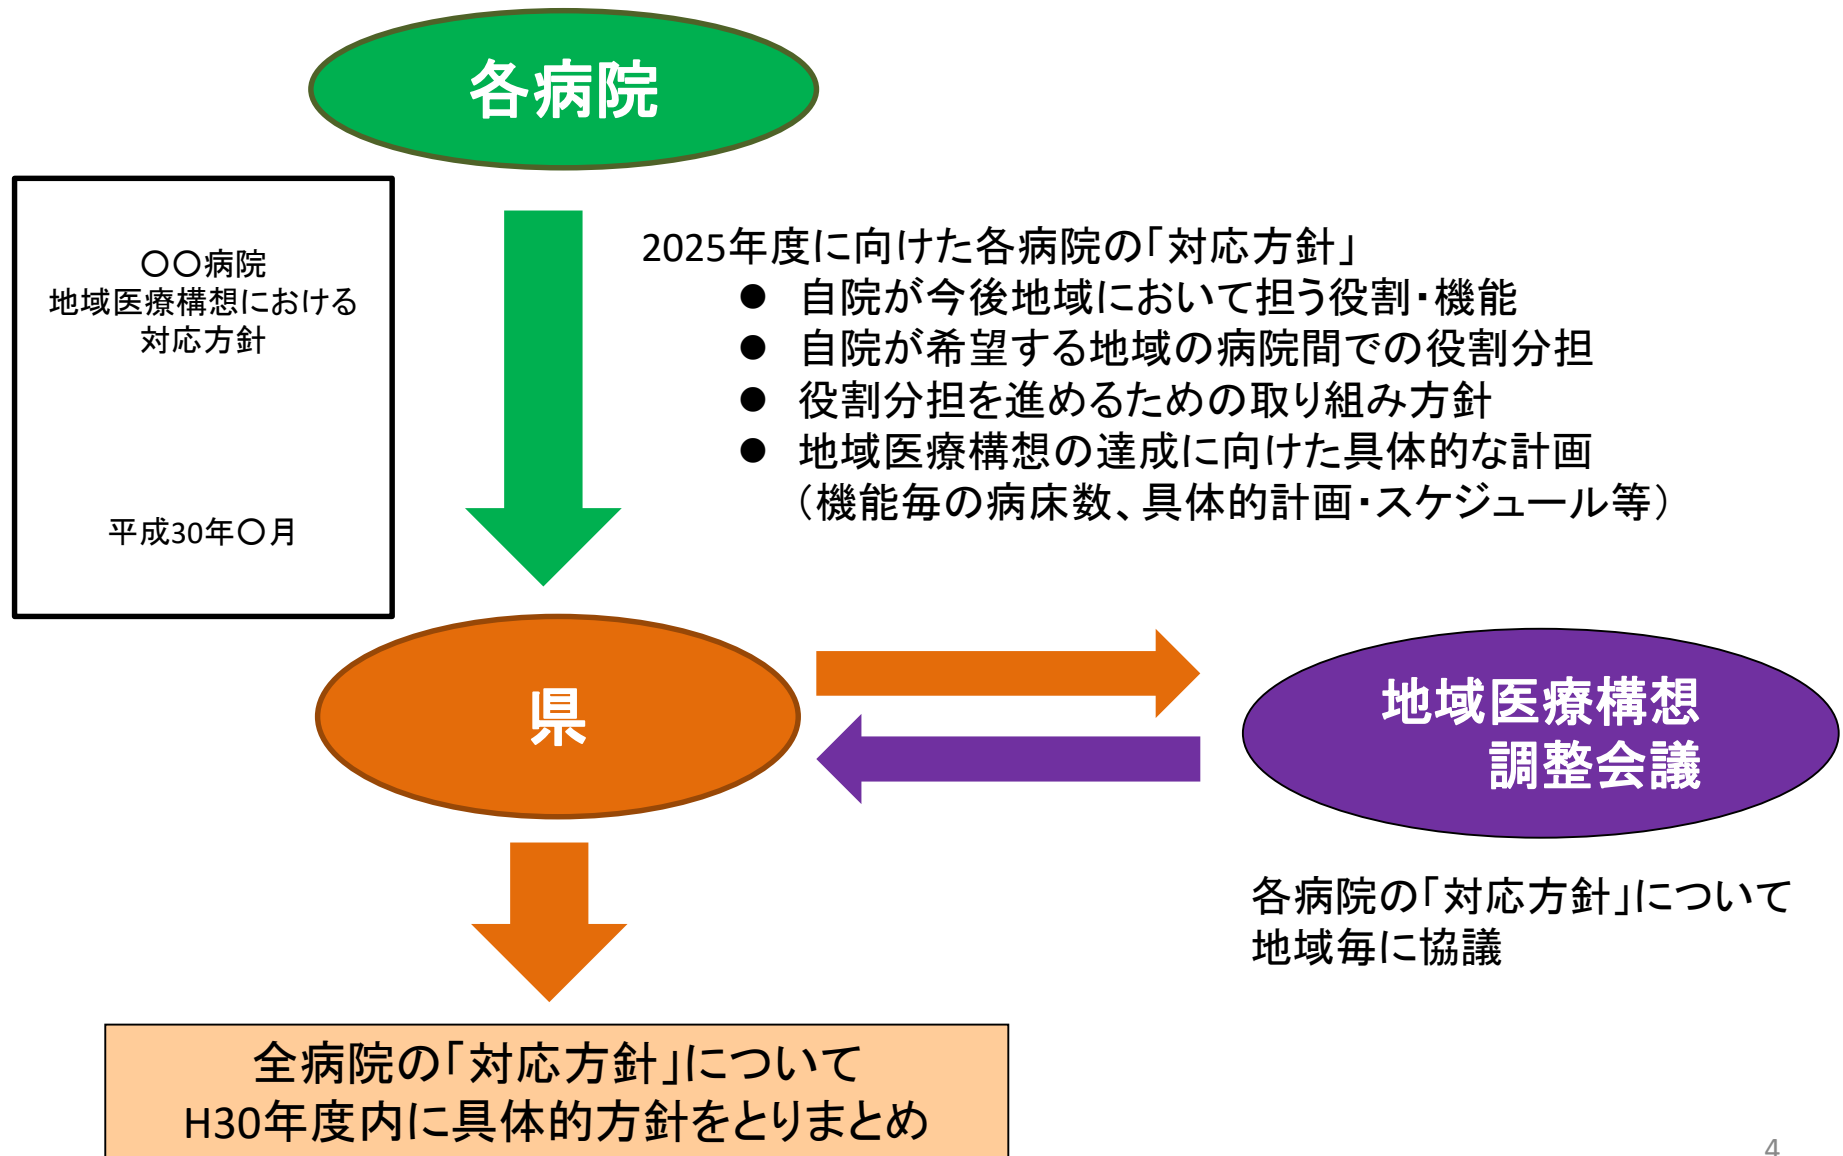 各病院
〇〇病院
地域医療構想における
対応方針
平成30年〇月
2025年度に向けた各病院の「対応方針」
● 自院が今後地域において担う役割・機能
● 自院が希望する地域の病院間での役割分担
● 役割分担を進めるための取り組み方針
● 地域医療構想の達成に向けた具体的な計画
（機能毎の病床数、具体的計画・スケジュール等）
県
地域医療構想
調整会議
各病院の「対応方針」について
地域毎に協議
全病院の「対応方針」について
H30年度内に具体的方針をとりまとめ
4